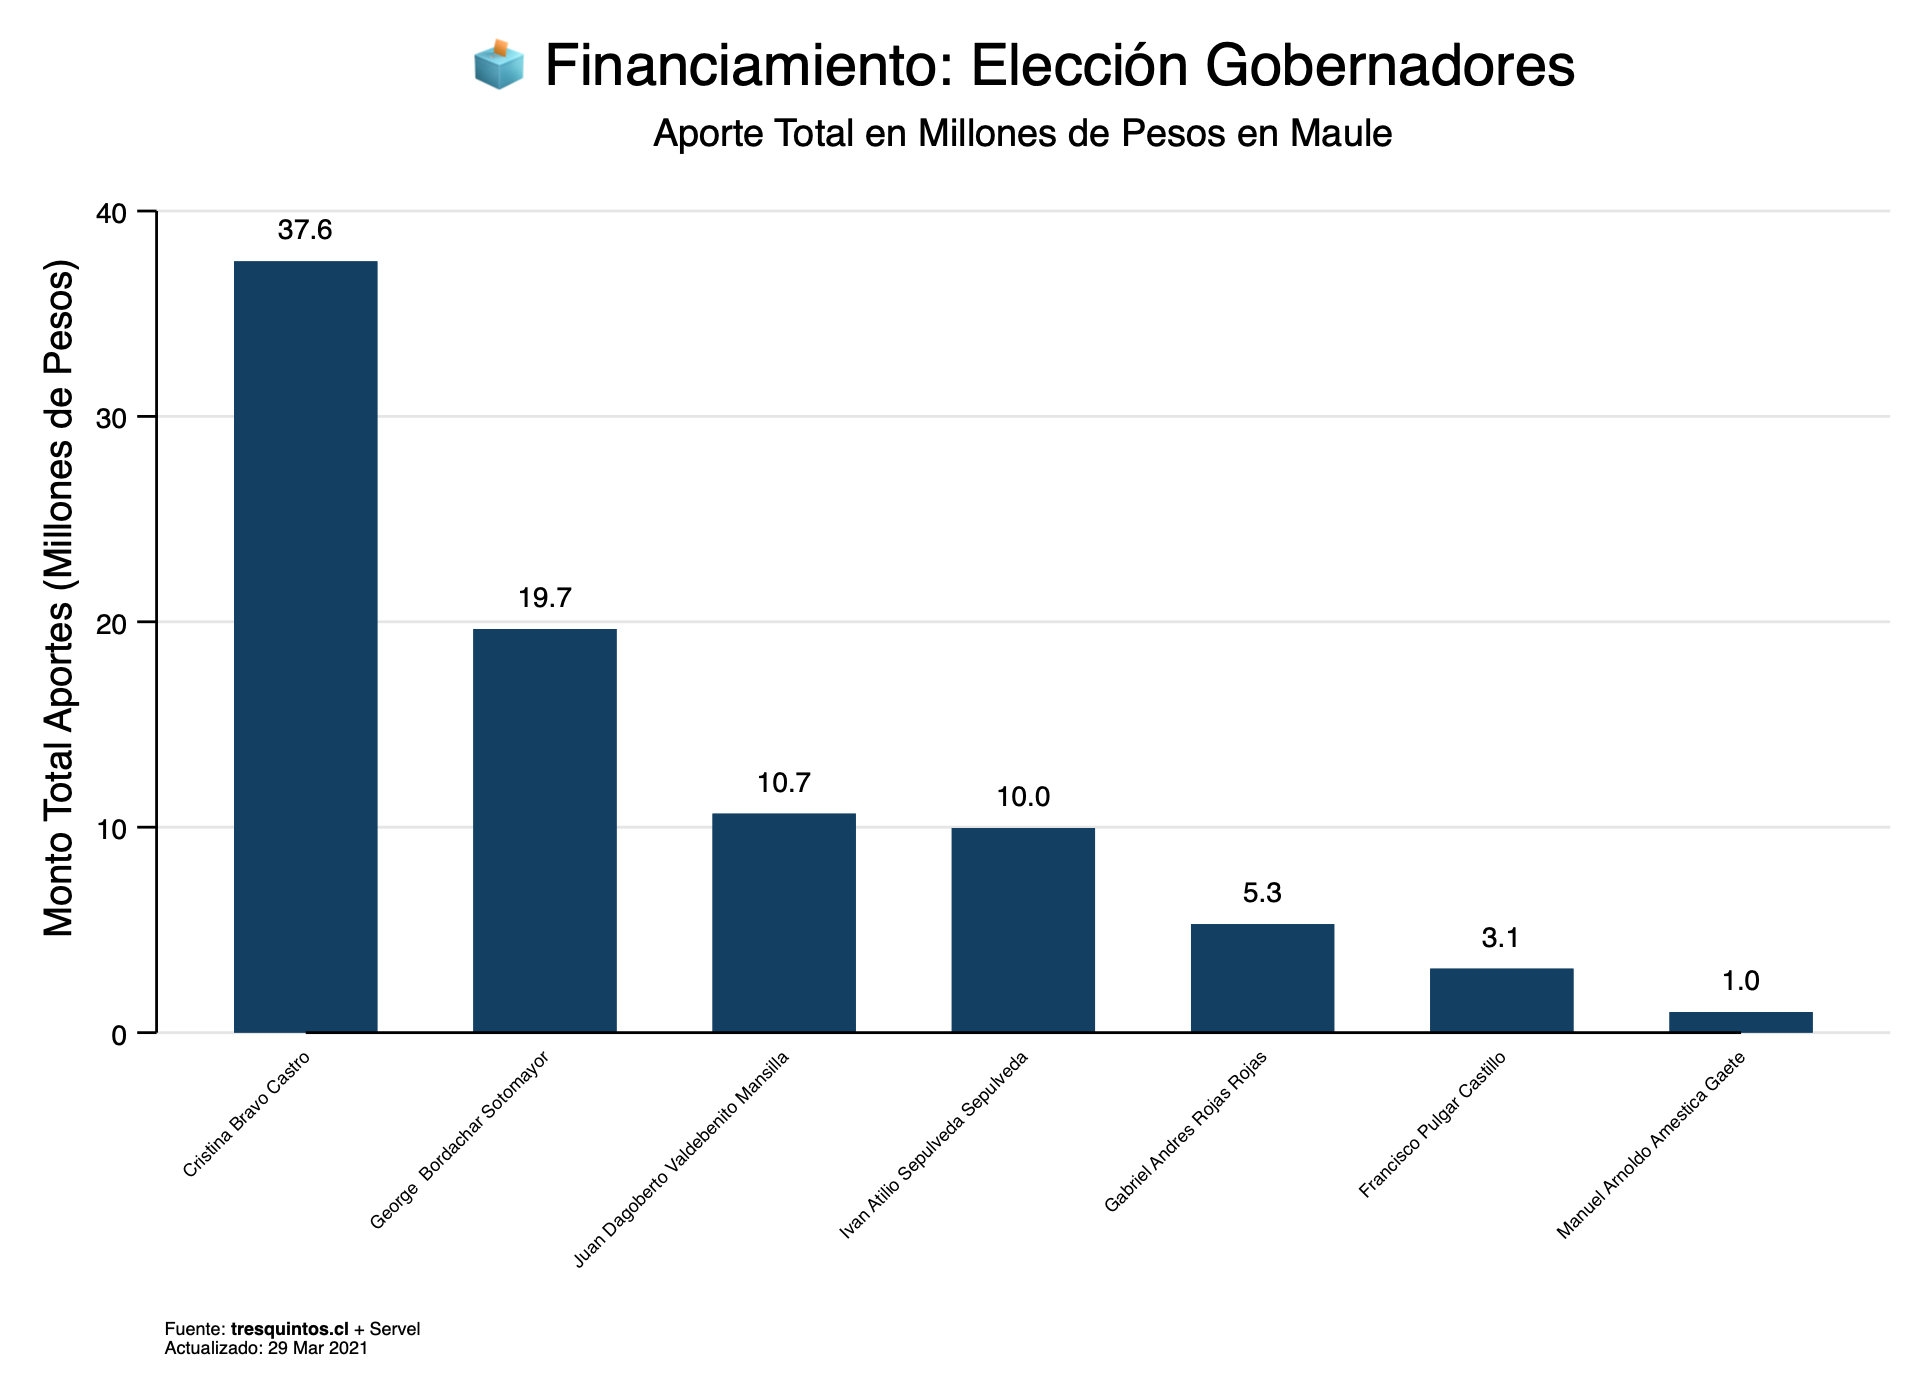 Financiamiento: Elección Gobernadores
Aporte Total en Millones de Pesos en Maule
Monto Total Aportes (Millones de Pesos)
40
30
20
10
0
37.6
19.7
10.7
10.0
5.3
3.1
1.0
Cristina Bravo Castro
George  Bordachar Sotomayor
Juan Dagoberto Valdebenito Mansilla
Ivan Atilio Sepulveda Sepulveda
Gabriel Andres Rojas Rojas
Francisco Pulgar Castillo
Manuel Arnoldo Amestica Gaete
Fuente: tresquintos.cl + Servel
Actualizado: 29 Mar 2021